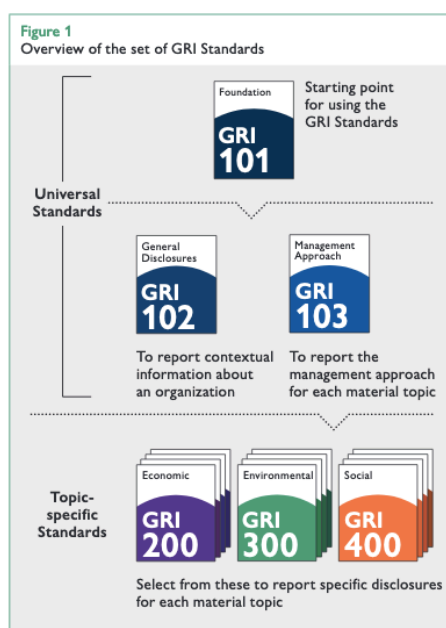 Figure 1
Overview of the set of GRI Standards
Foundation
GRI
101
Starting point
for using the
GRI Standards
Universal
Standards
General
Disclosures
GRI
102
Management
Approach
GRI
103
To report contextual
information about
an organization
To report the
management approach
for each material topic
Topic-
specific
Standards
Economic
GRI
200
Environmental
GRI
300
Social
GRI
400
Select from these to report specific disclosures
for each material topic